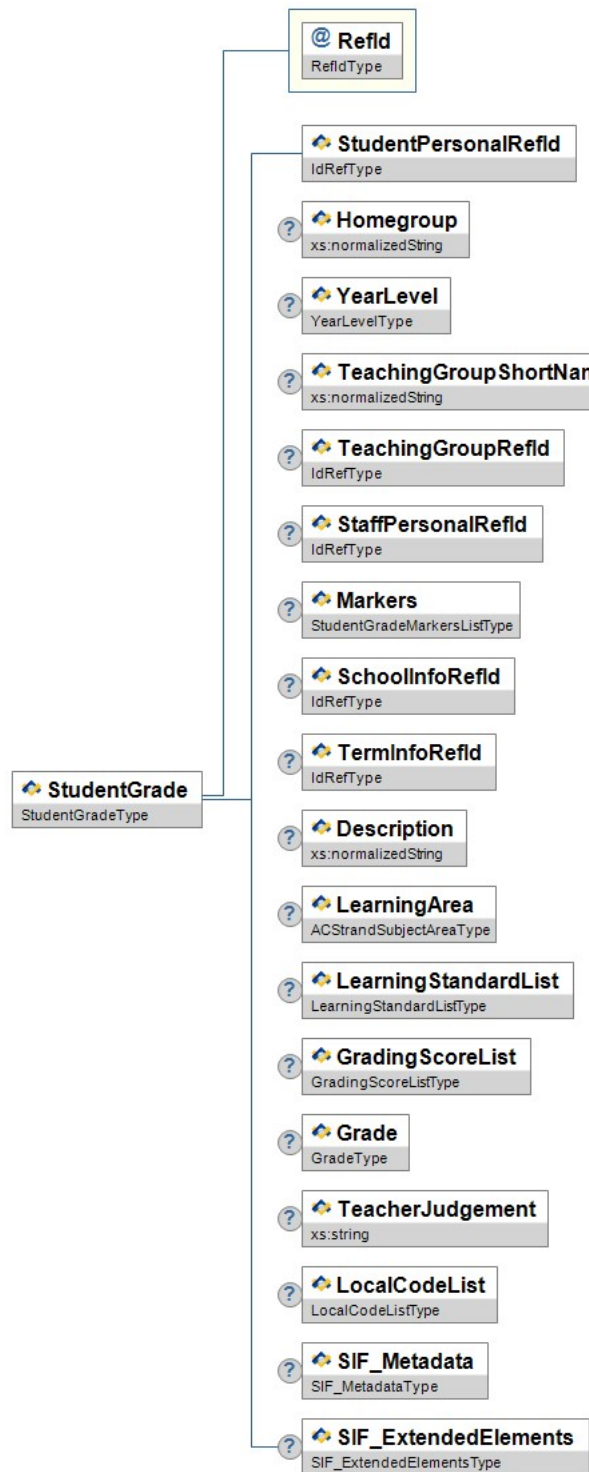 @ RefId
RefIdType
StudentPersonalRefId
IdRefType
? Homegroup
xs:normalizedString
? YearLevel
YearLevelType
? TeachingGroupShortNam
xs:normalizedString
? TeachingGroupRefId
IdRefType
? StaffPersonalRefId
IdRefType
? Markers
StudentGradeMarkersListType
? SchoolInfoRefId
IdRefType
? TermInfoRefId
IdRefType
StudentGrade
StudentGradeType
? Description
xs:normalizedString
? LearningArea
ACStrandSubjectAreaType
? LearningStandardList
LearningStandardListType
? GradingScoreList
GradingScoreListType
? Grade
GradeType
? TeacherJudgement
xs:string
? LocalCodeList
LocalCodeListType
? SIF_Metadata
SIF_MetadataType
? SIF_ExtendedElements
SIF_ExtendedElementsType